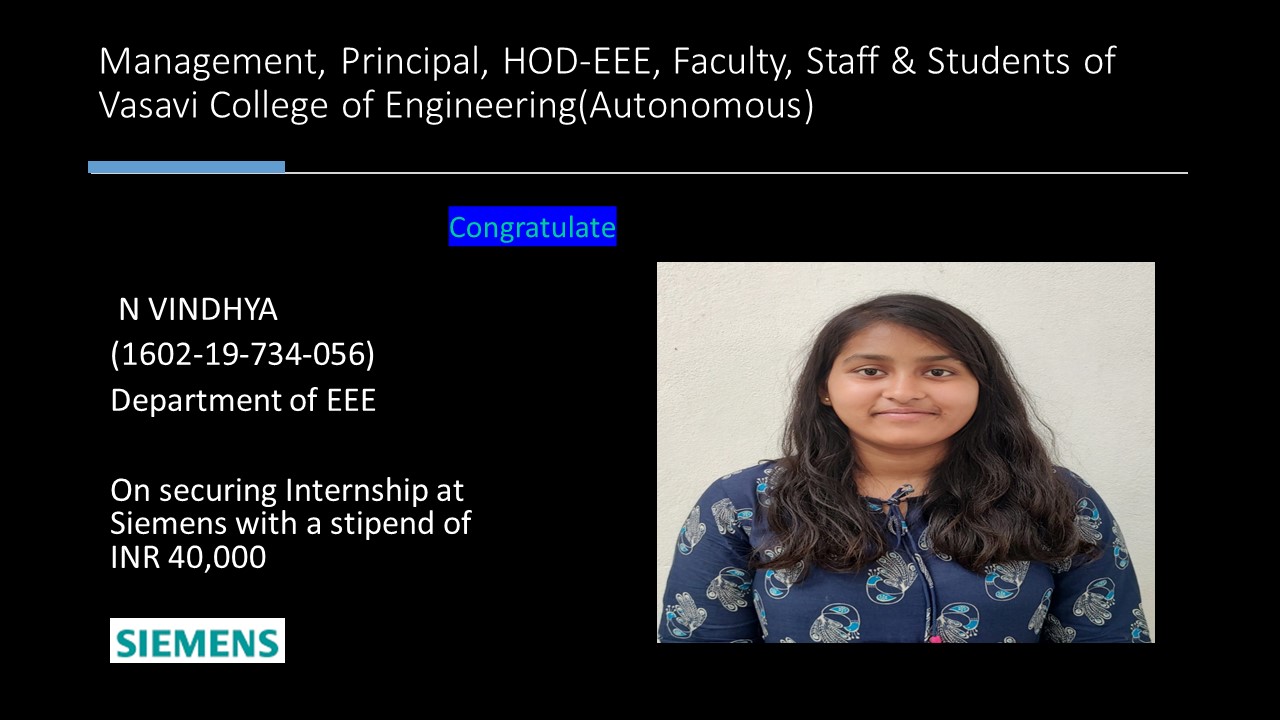 Management, Principal, HOD-EEE, Faculty, Staff & Students of
Vasavi College of Engineering(Autonomous)
Congratulate
N VINDHYA
(1602-19-734-056)
Department of EEE
On securing Internship at
Siemens with a stipend of
INR 40,000
SIEMENS